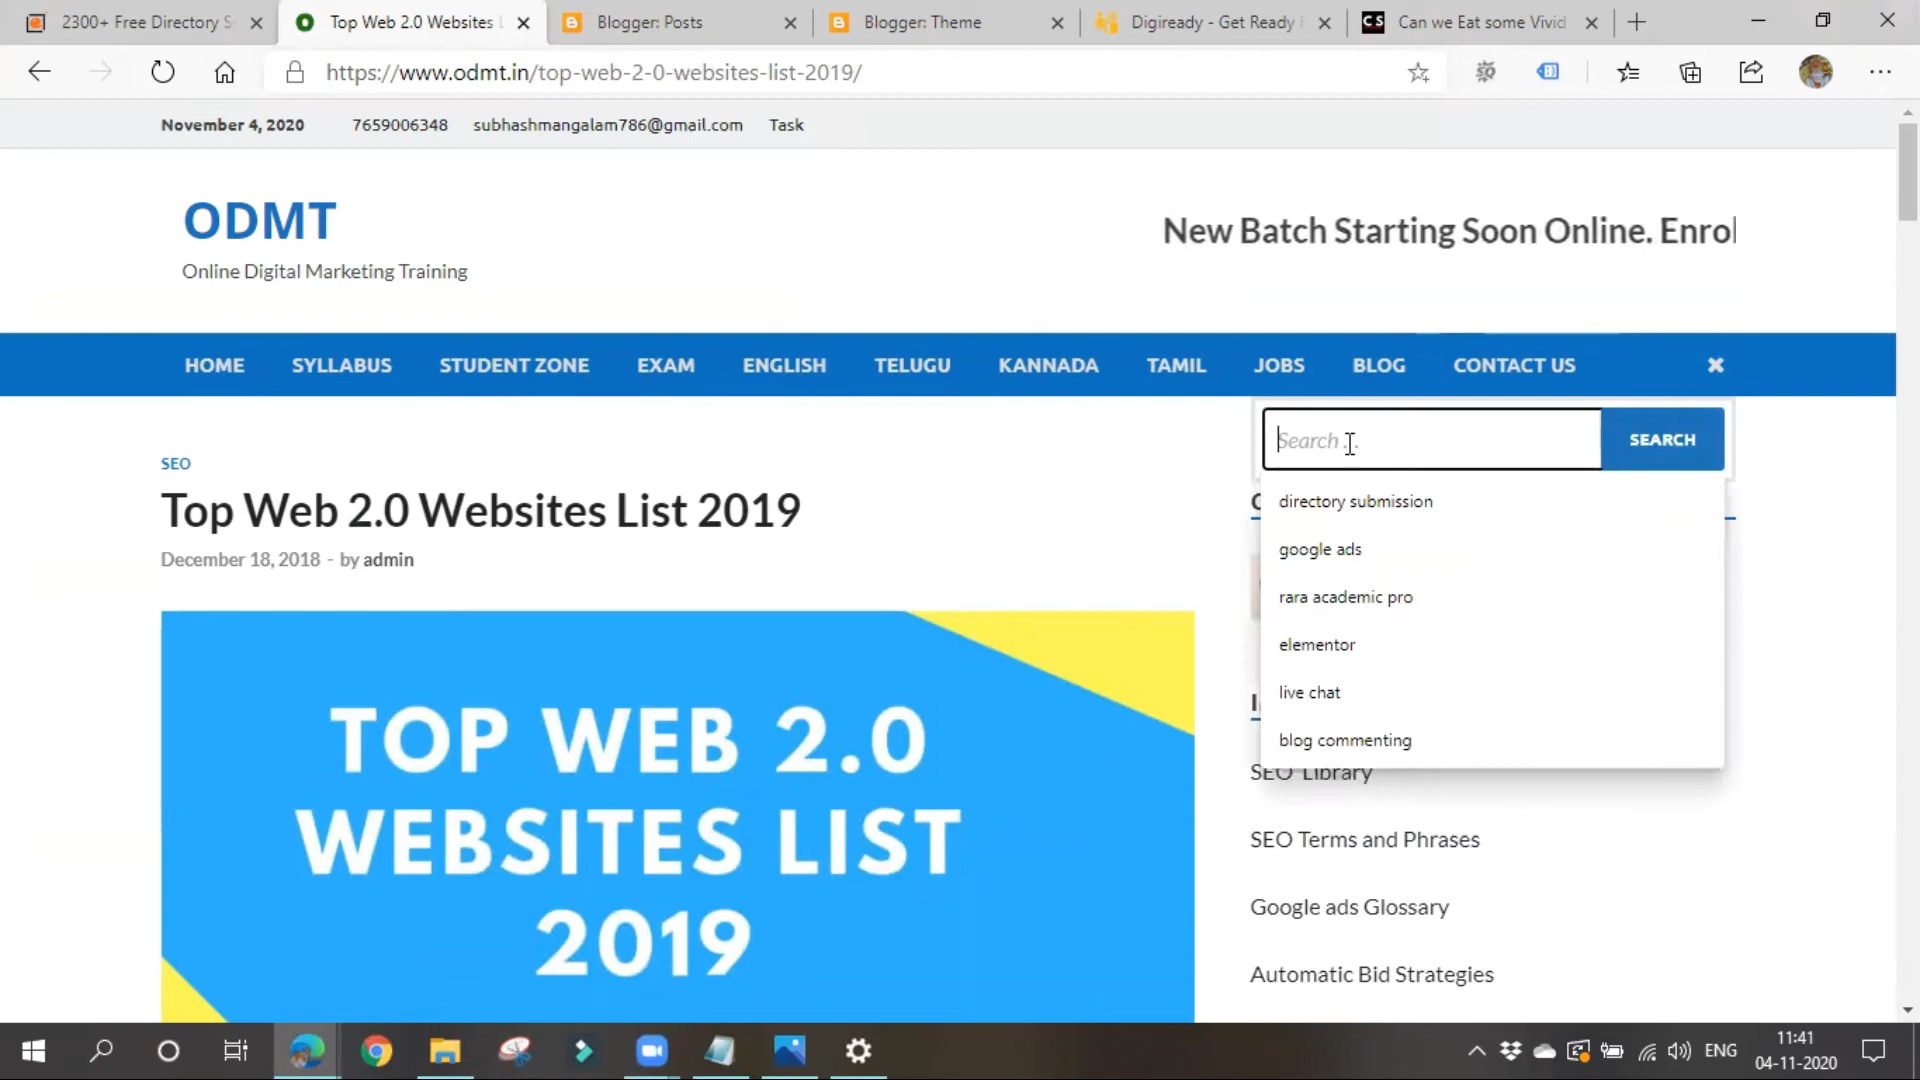 2300+ Free Directory S
Top Web 2.0 Websites L
Blogger: Posts
Blogger: Theme
Digiready - Get Ready F
CS
Can we Eat some Vivid
https://www.odmt.in/top-web-2-0-websites-list-2019/
November 4, 2020 7659006348 subhashmangalam786@gmail.com Task
ODMT
Online Digital Marketing Training
New Batch Starting Soon Online. Enrol
HOME SYLLABUS STUDENT ZONE EXAM ENGLISH TELUGU KANNADA TAMIL JOBS BLOG CONTACT US
Search ...
SEARCH
directory submission
google ads
rara academic pro
elementor
live chat
blog commenting
SEO
Top Web 2.0 Websites List 2019
December 18, 2018 - by admin
TOP WEB 2.0
WEBSITES LIST
2019
SEO Library
SEO Terms and Phrases
Google ads Glossary
Automatic Bid Strategies
ENG
11:41
04-11-2020